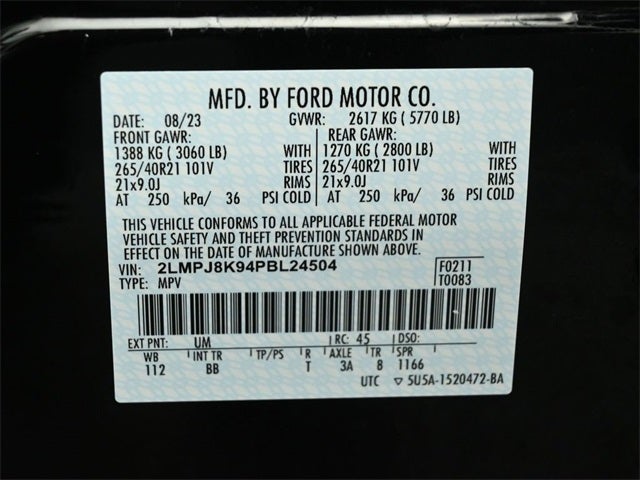 MFD. BY FORD MOTOR CO.
DATE: 08/23 GVWR: 2617 KG ( 5770 LB)
FRONT GAWR: REAR GAWR:
1388 KG ( 3060 LB) WITH 1270 KG ( 2800 LB) WITH
265/40R21 101V TIRES 265/40R21 101V TIRES
21x9.0J RIMS 21x9.0J RIMS
AT 250 kPa/ 36 PSI COLD AT 250 kPa/ 36 PSI COLD
THIS VEHICLE CONFORMS TO ALL APPLICABLE FEDERAL MOTOR
VEHICLE SAFETY AND THEFT PREVENTION STANDARDS IN
EFFECT ON THE DATE OF MANUFACTURE SHOWN ABOVE.
VIN: 2LMPJ8K94PBL24504 F0211
TYPE: MPV T0083
EXT PNT: UM RC: 45 DSO:
WB INT TR TP/PS R AXLE TR SPR
112 BB T 3A 8 1166
UTC ▽ 5U5A-1520472-BA